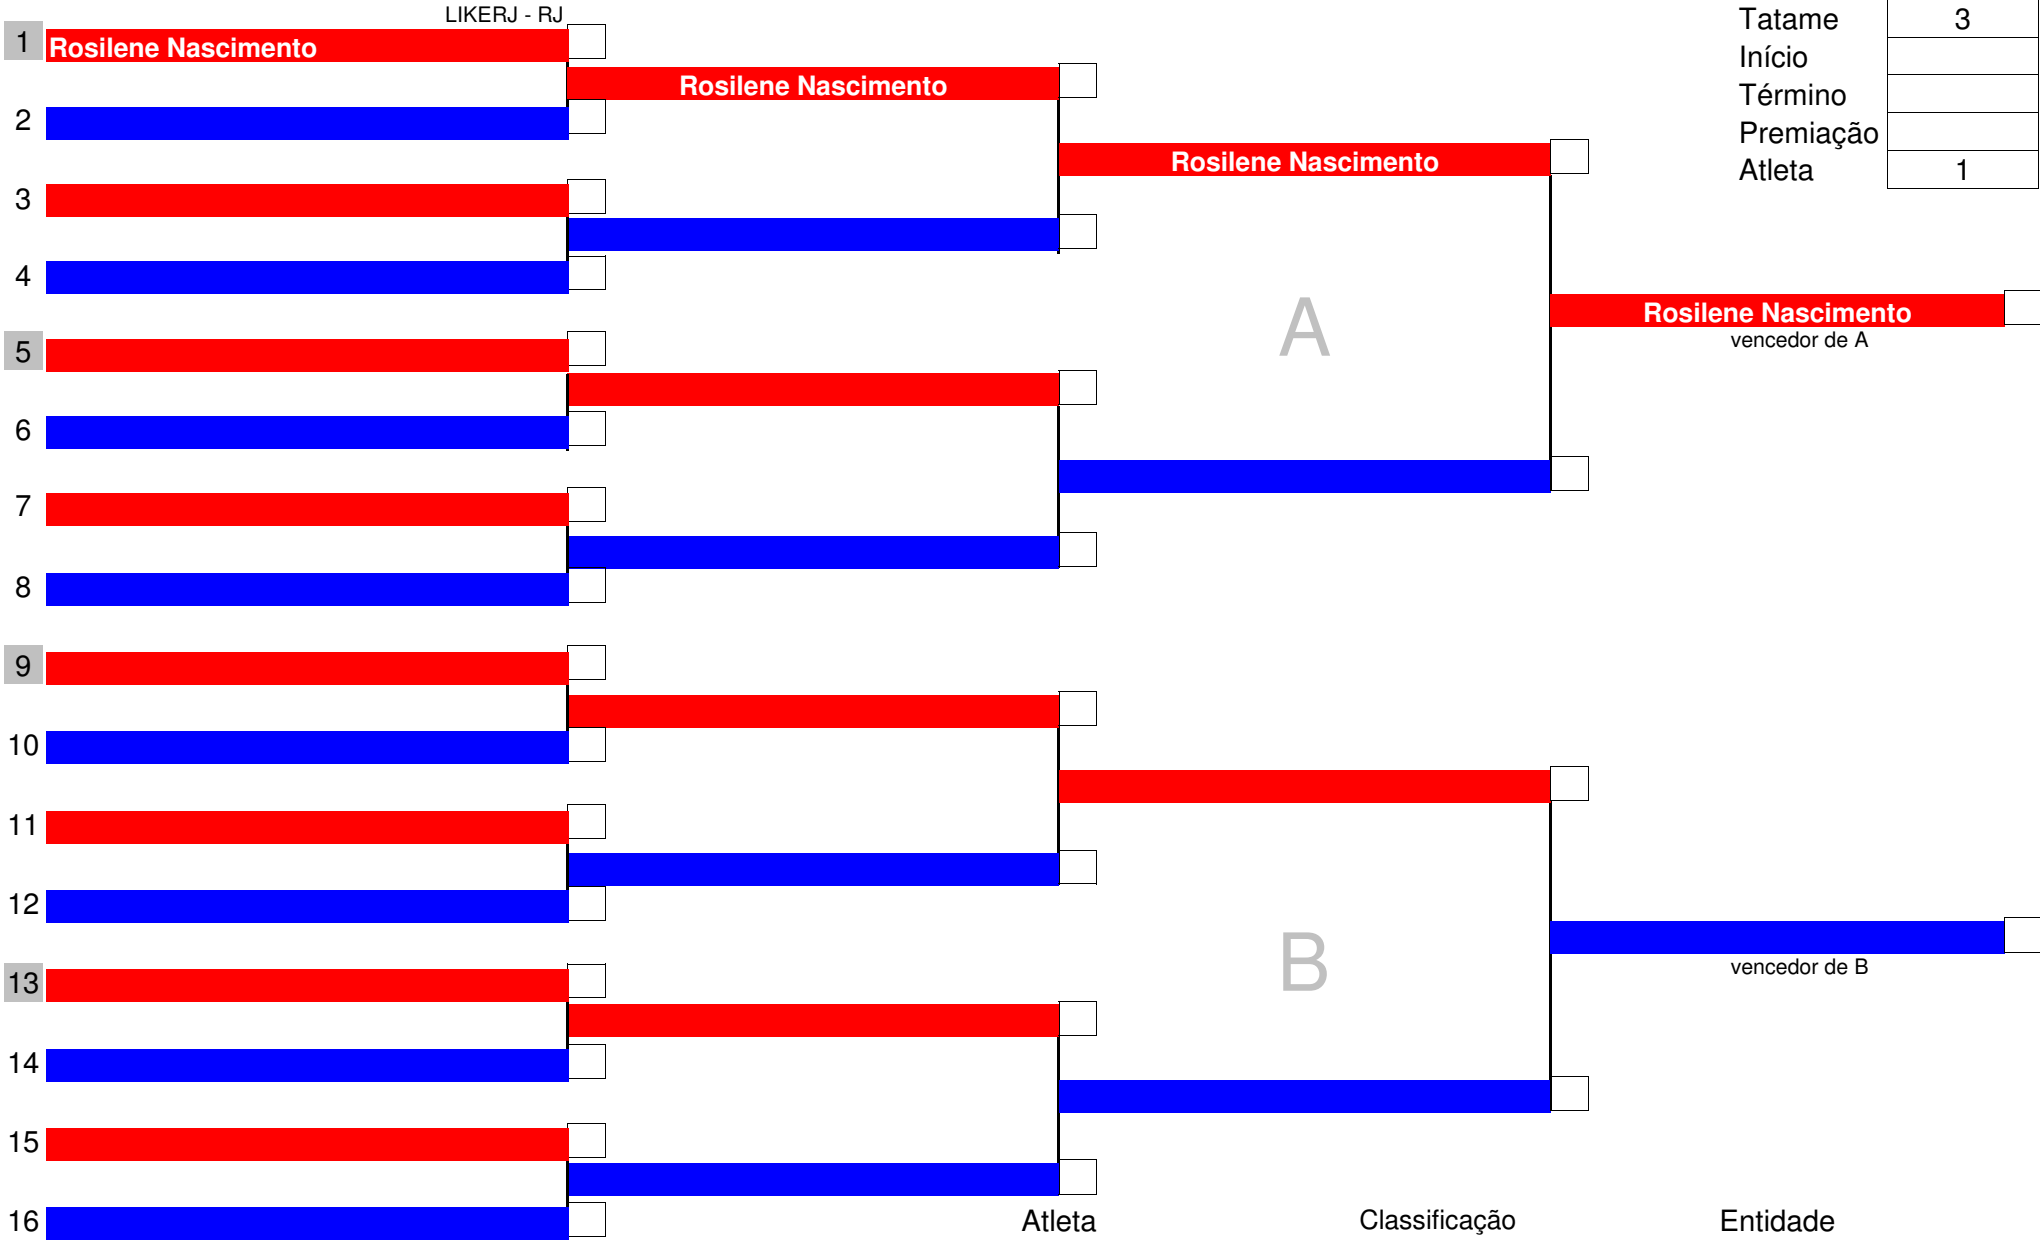 LIKERJ - RJ
1 Rosilene Nascimento
Rosilene Nascimento
2
Rosilene Nascimento
3
4
Rosilene Nascimento
vencedor de A
A
5
6
7
8
9
10
11
12
B
vencedor de B
13
14
15
16
Tatame 3
Início
Término
Premiação
Atleta 1
Atleta Classificação Entidade